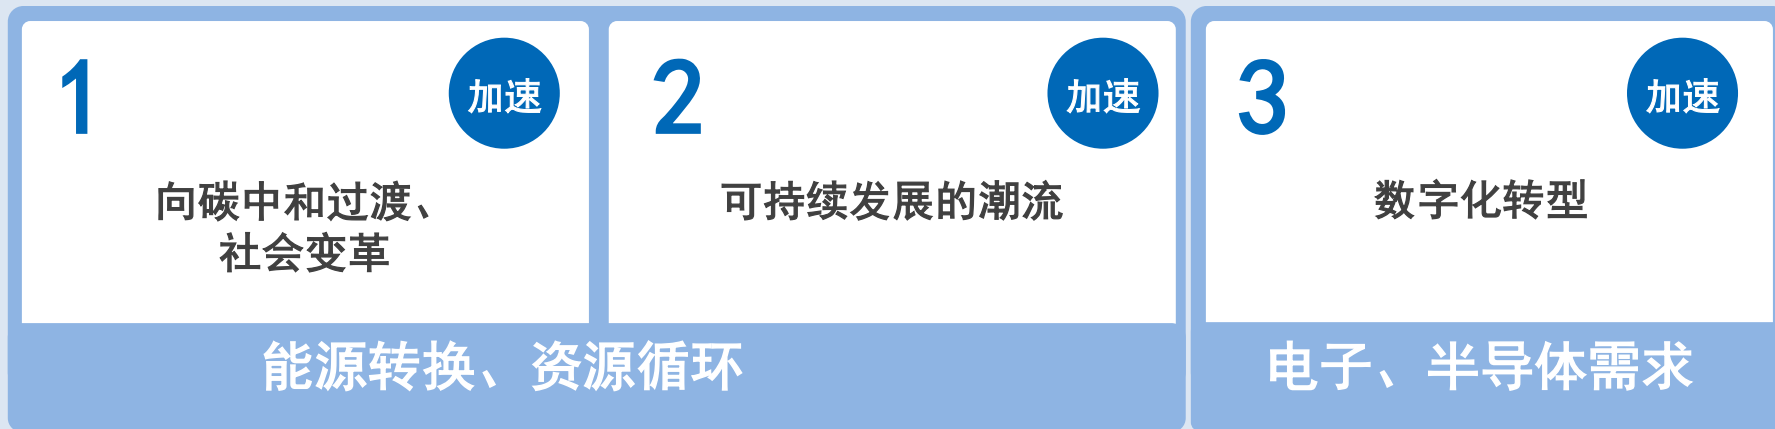 1
加速
向碳中和过渡、
社会变革
2
加速
可持续发展的潮流
能源转换、资源循环
3
加速
数字化转型
电子、半导体需求